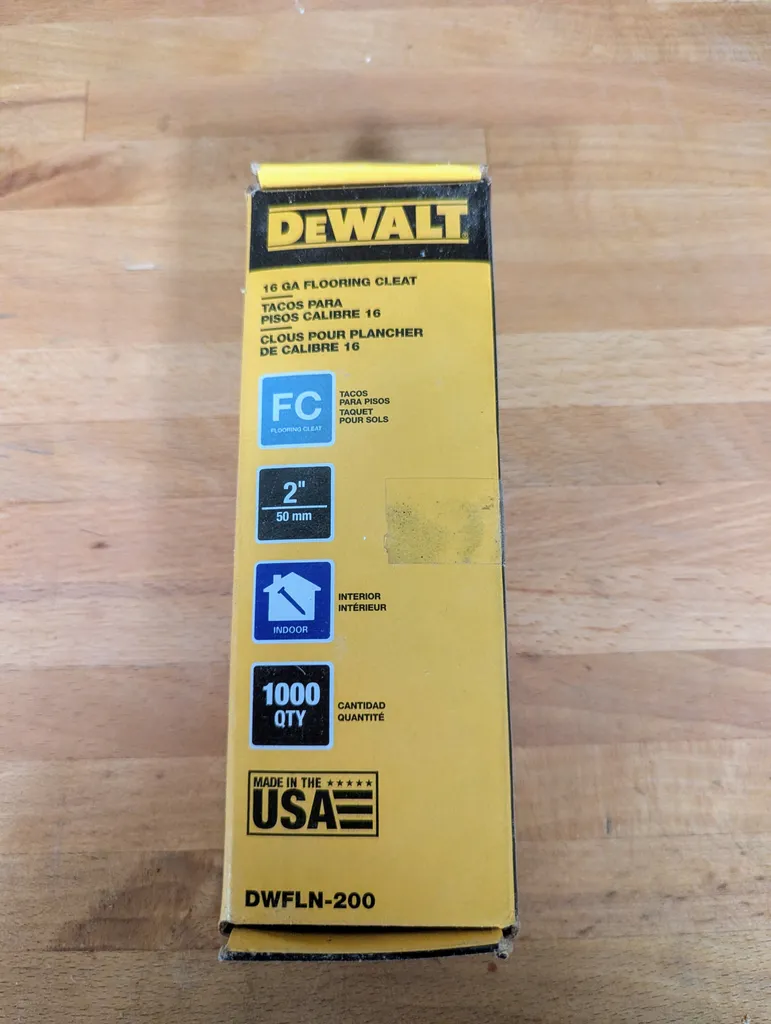 DEWALT
16 GA FLOORING CLEAT
TACOS PARA
PISOS CALIBRE 16
CLOUS POUR PLANCHER
DE CALIBRE 16
FC
FLOORING CLEAT
TACOS
PARA PISOS
TAQUET
POUR SOLS
2"
50 mm
INDOOR
INTERIOR
INTÉRIEUR
1000
QTY
CANTIDAD
QUANTITÉ
MADE IN THE
USA
DWFLN-200